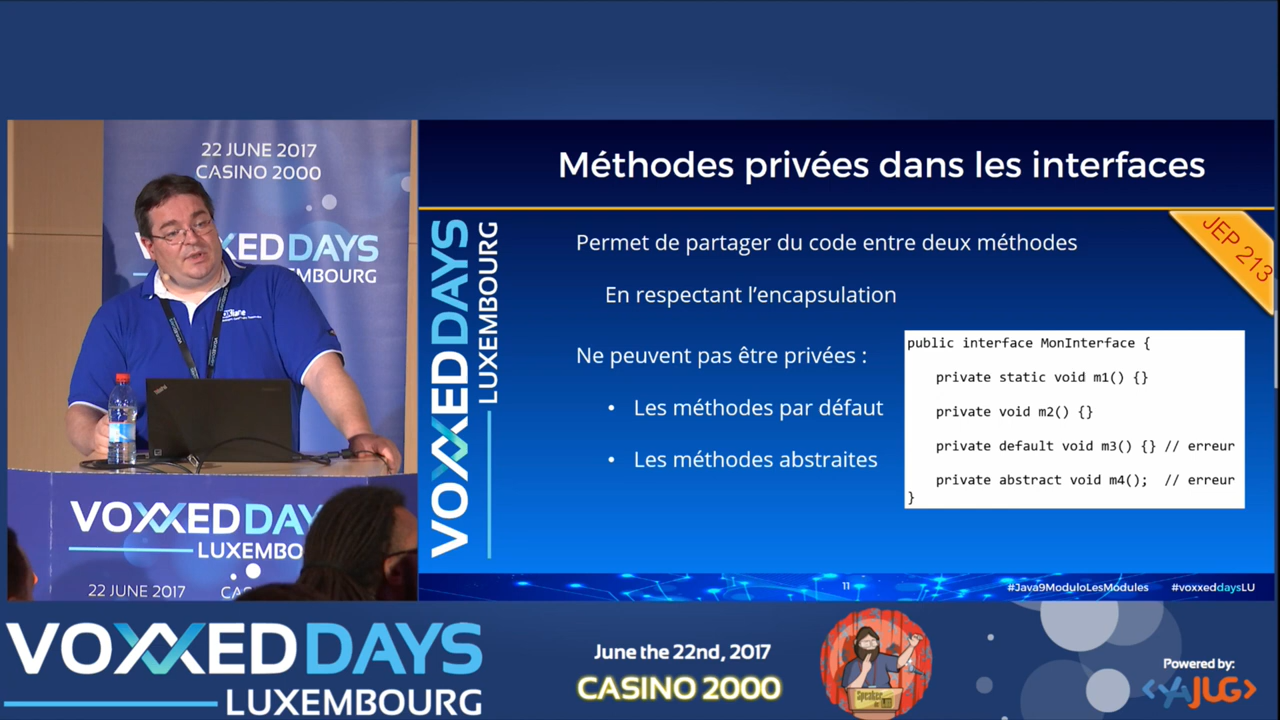 22 JUNE 2017
CASINO 2000
VOXXED DAYS
LUXEMBOURG
VOXXED DAY
LUXEMBO
22 JUNE 2017
Méthodes privées dans les interfaces
JEP 213
VOXXED DAYS
LUXEMBOURG
Permet de partager du code entre deux méthodes
En respectant l’encapsulation
Ne peuvent pas être privées :
• Les méthodes par défaut
• Les méthodes abstraites
public interface MonInterface {
private static void m1() {}
private void m2() {}
private default void m3() {} // erreur
private abstract void m4(); // erreur
}
11
#Java9ModuloLesModules #voxxeddaysLU
VOXXED DAYS
LUXEMBOURG
June the 22nd, 2017
CASINO 2000
Speaker
Powered by:
<YAJUG>